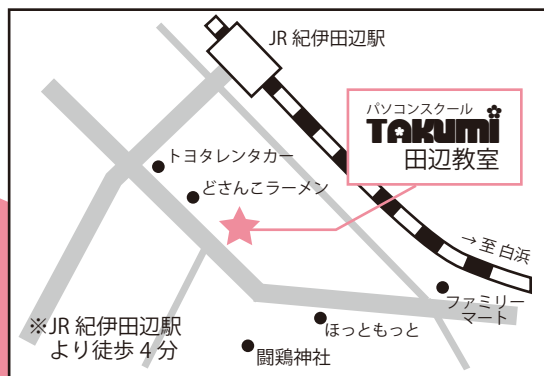 JR 紀伊田辺駅
パソコンスクール
TAKUMI
田辺教室
トヨタレンタカー
どさんこラーメン
→ 至 白浜
ファミリー
マート
ほっともっと
闘鶏神社
※JR 紀伊田辺駅
より徒歩 4 分